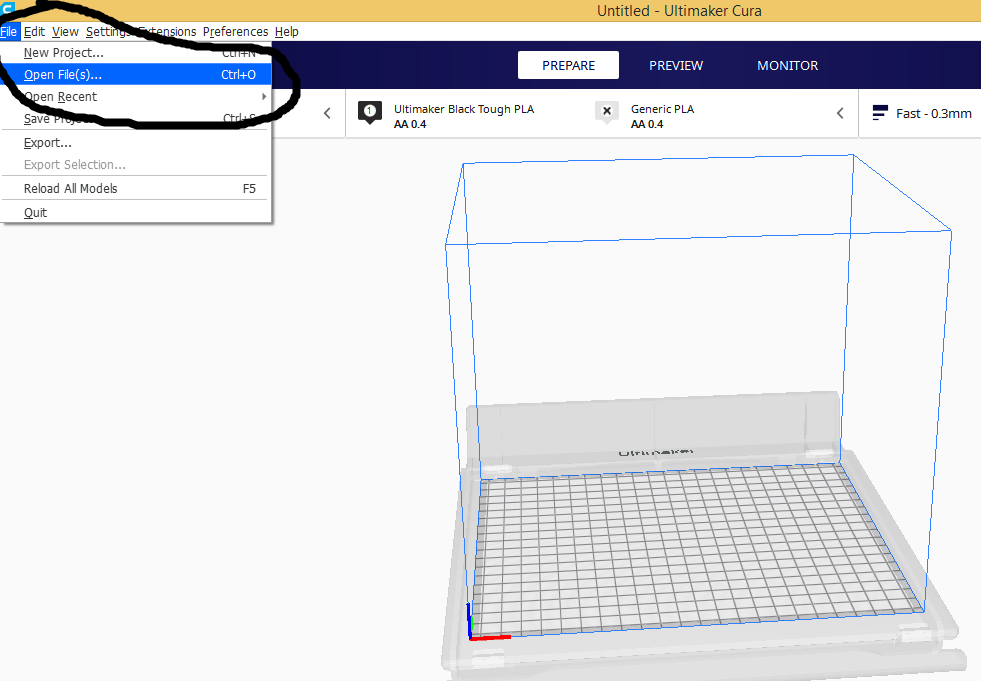 Untitled - Ultimaker Cura
File Edit View Settings Extensions Preferences Help
New Project... Ctrl+N
Open File(s)... Ctrl+O
Open Recent
Save Project... Ctrl+S
Export...
Export Selection...
Reload All Models F5
Quit
PREPARE PREVIEW MONITOR
1 Ultimaker Black Tough PLA
AA 0.4
Generic PLA
AA 0.4
Fast - 0.3mm
Ultimaker